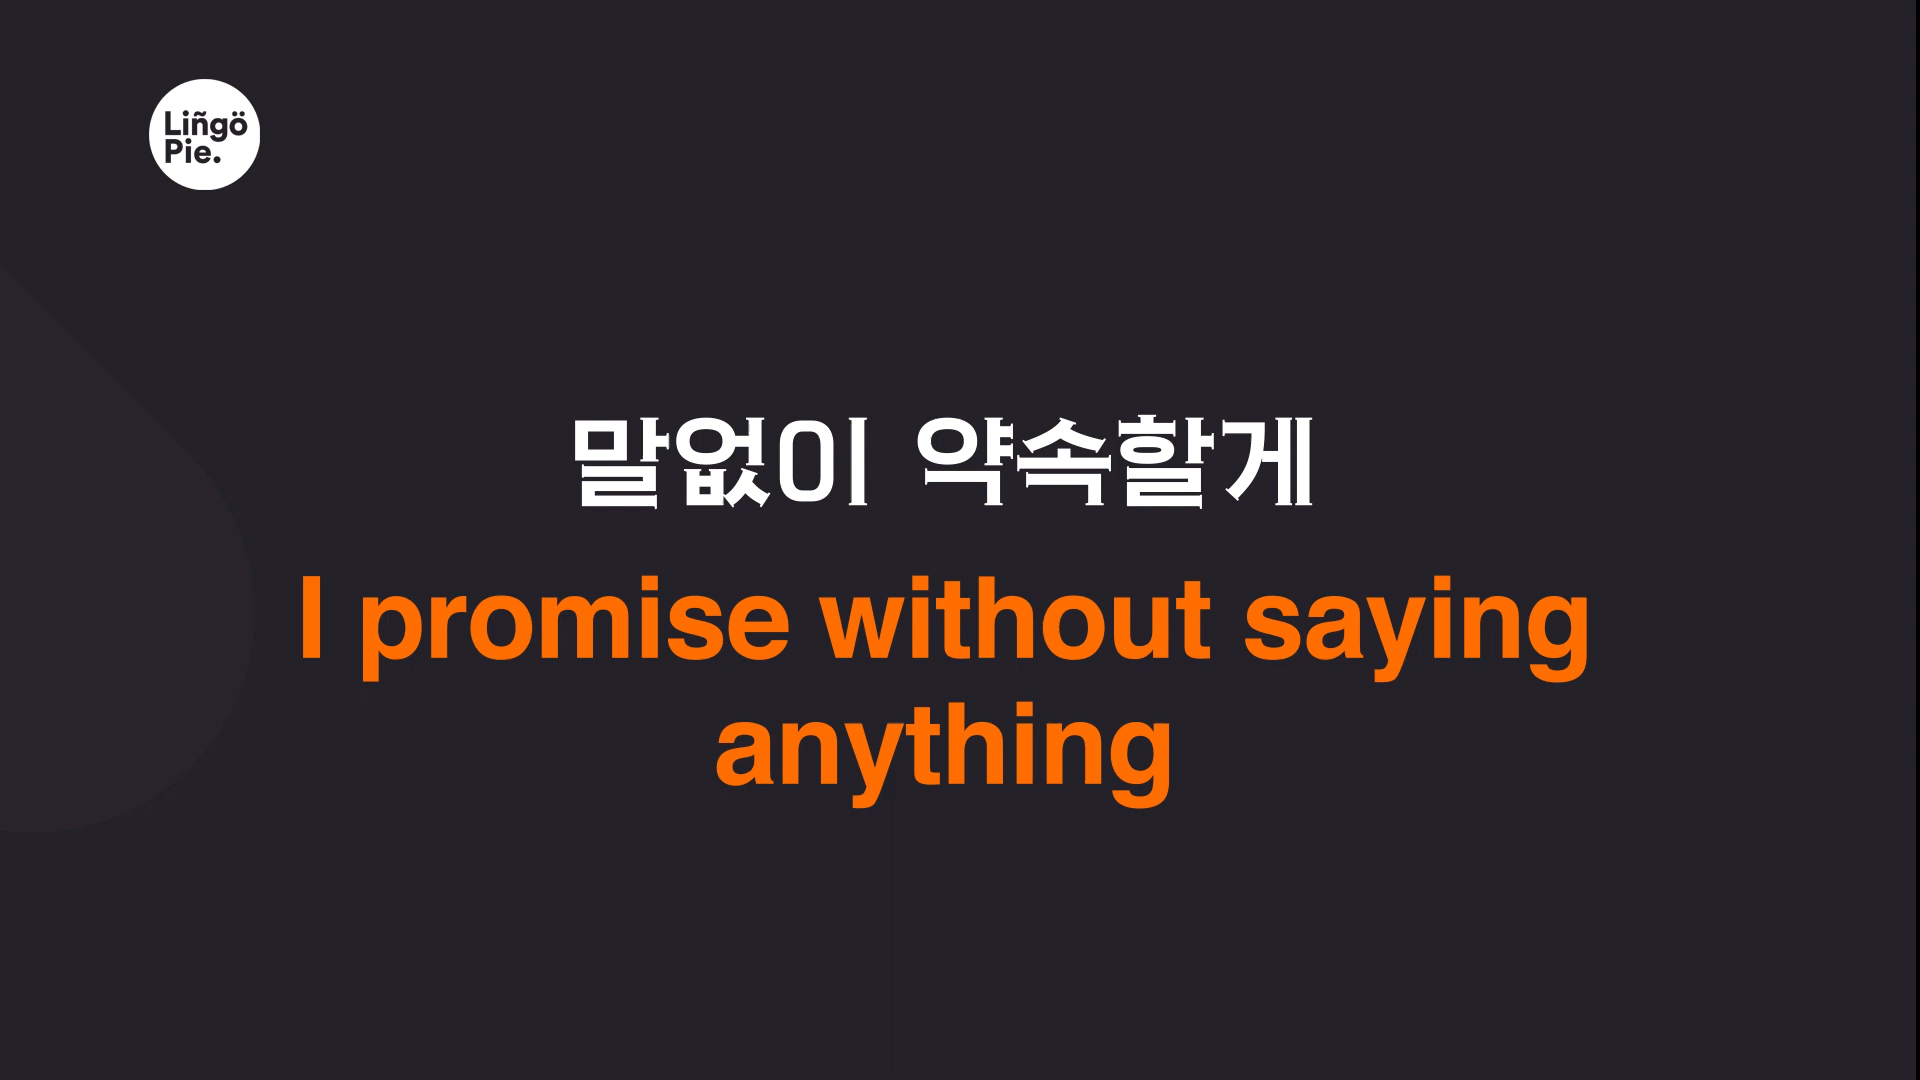 Liñgö
Pie.
말없이 약속할게
I promise without saying
anything